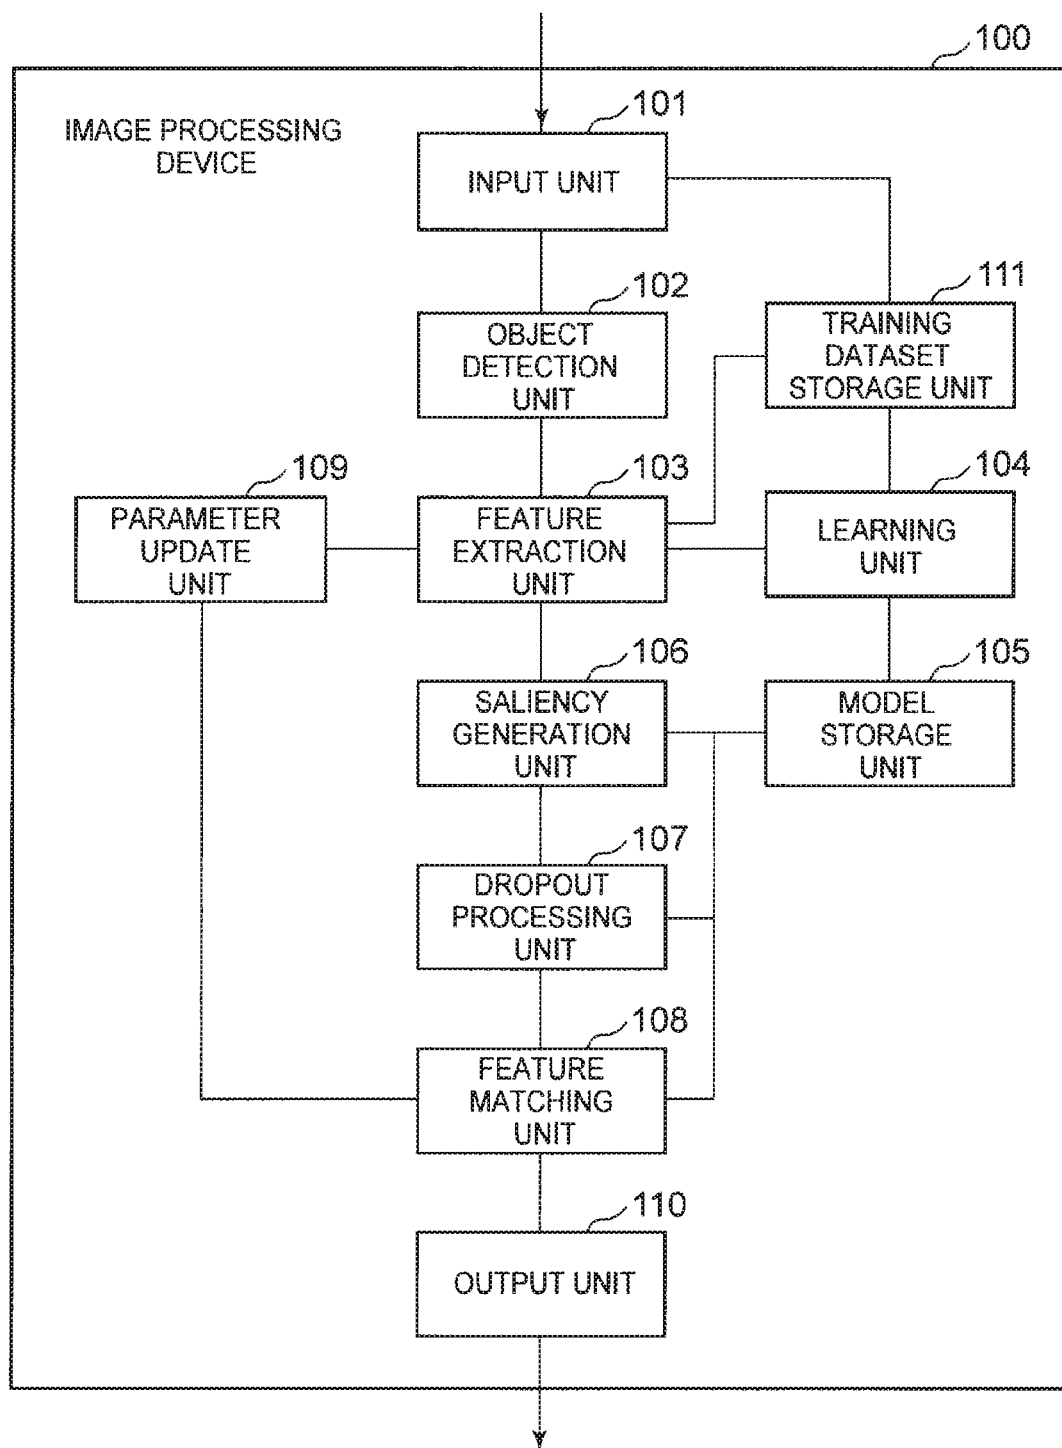 100
IMAGE PROCESSING
DEVICE
101
INPUT UNIT
102
OBJECT
DETECTION
UNIT
111
TRAINING
DATASET
STORAGE UNIT
109
PARAMETER
UPDATE
UNIT
103
FEATURE
EXTRACTION
UNIT
104
LEARNING
UNIT
106
SALIENCY
GENERATION
UNIT
105
MODEL
STORAGE
UNIT
107
DROPOUT
PROCESSING
UNIT
108
FEATURE
MATCHING
UNIT
110
OUTPUT UNIT